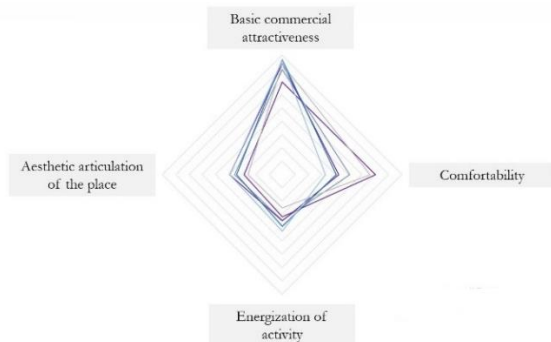 Basic commercial
attractiveness
Aesthetic articulation
of the place
Comfortability
Energization of
activity